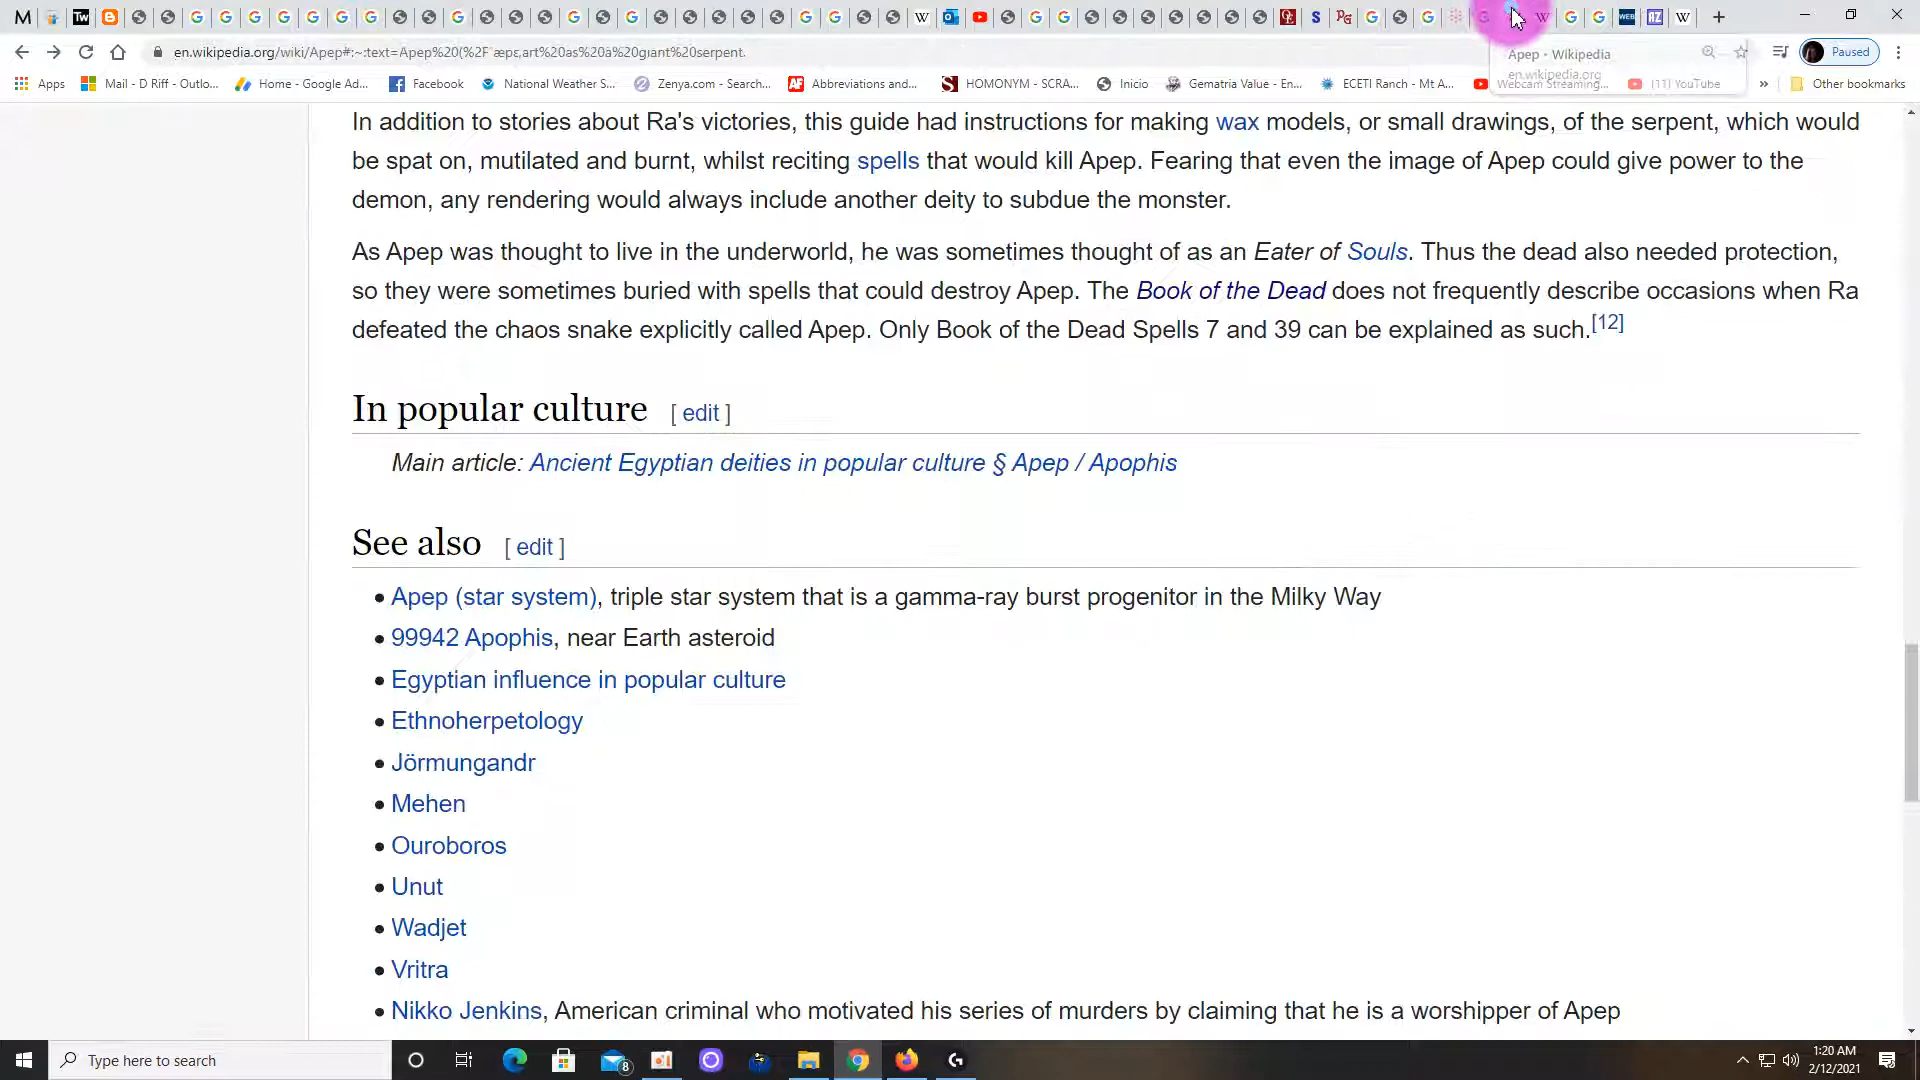 en.wikipedia.org/wiki/Apep#:~:text=Apep%20(%2Fˈæpɛ,art%20as%20a%20giant%20serpent.
Apep - Wikipedia
en.wikipedia.org
Paused
Apps
Mail - D Riff - Outlo...
Home - Google Ad...
Facebook
National Weather S...
Zenya.com - Search...
Abbreviations and...
HOMONYM - SCRA...
Inicio
Gematria Value - En...
ECETI Ranch - Mt A...
Webcam Streaming...
(11) YouTube
»
Other bookmarks
In addition to stories about Ra's victories, this guide had instructions for making wax models, or small drawings, of the serpent, which would
be spat on, mutilated and burnt, whilst reciting spells that would kill Apep. Fearing that even the image of Apep could give power to the
demon, any rendering would always include another deity to subdue the monster.
As Apep was thought to live in the underworld, he was sometimes thought of as an Eater of Souls. Thus the dead also needed protection,
so they were sometimes buried with spells that could destroy Apep. The Book of the Dead does not frequently describe occasions when Ra
defeated the chaos snake explicitly called Apep. Only Book of the Dead Spells 7 and 39 can be explained as such.[12]
In popular culture [ edit ]
Main article: Ancient Egyptian deities in popular culture § Apep / Apophis
See also [ edit ]
• Apep (star system), triple star system that is a gamma-ray burst progenitor in the Milky Way
• 99942 Apophis, near Earth asteroid
• Egyptian influence in popular culture
• Ethnoherpetology
• Jörmungandr
• Mehen
• Ouroboros
• Unut
• Wadjet
• Vritra
• Nikko Jenkins, American criminal who motivated his series of murders by claiming that he is a worshipper of Apep
Type here to search
8
1:20 AM
2/12/2021